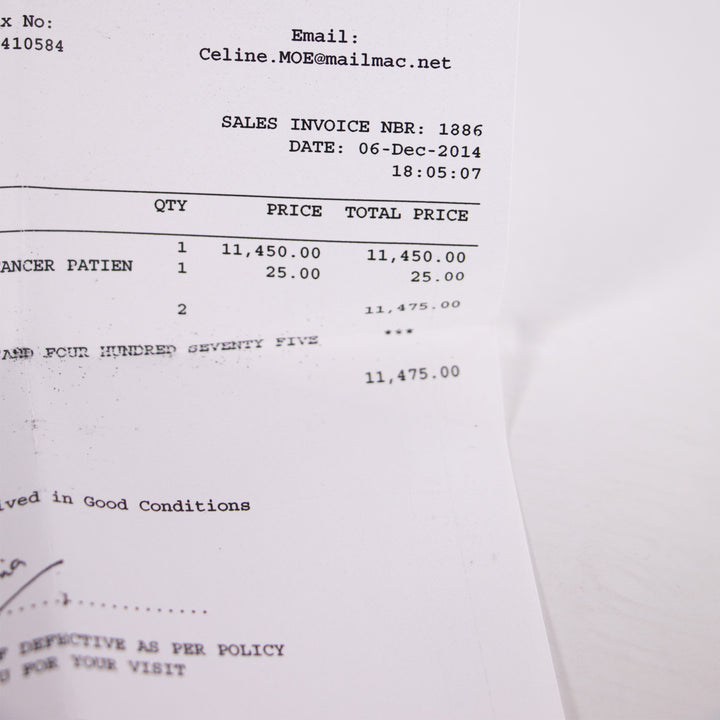 x No:
410584
Email:
Celine.MOE@mailmac.net
SALES INVOICE NBR: 1886
DATE: 06-Dec-2014
18:05:07
QTY PRICE TOTAL PRICE
1 11,450.00 11,450.00
ANCER PATIEN 1 25.00 25.00
2 11,475.00
***
AND FOUR HUNDRED SEVENTY FIVE
11,475.00
ived in Good Conditions
F DEFECTIVE AS PER POLICY
U FOR YOUR VISIT